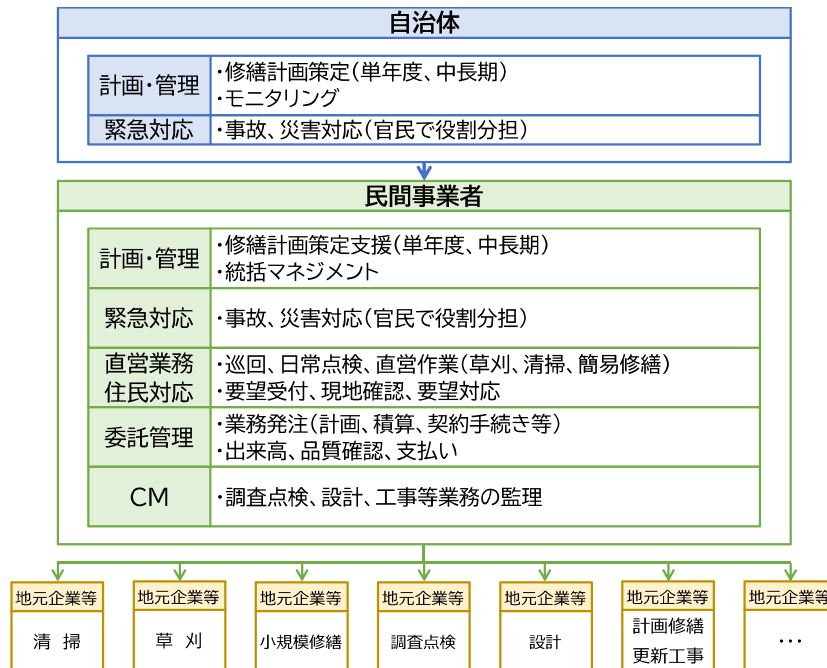 自治体
計画・管理
・修繕計画策定（単年度、中長期）
・モニタリング
緊急対応
・事故、災害対応（官民で役割分担）
民間事業者
計画・管理
・修繕計画策定支援（単年度、中長期）
・統括マネジメント
緊急対応
・事故、災害対応（官民で役割分担）
直営業務
住民対応
・巡回、日常点検、直営作業（草刈、清掃、簡易修繕）
・要望受付、現地確認、要望対応
委託管理
・業務発注（計画、積算、契約手続き等）
・出来高、品質確認、支払い
CM
・調査点検、設計、工事等業務の監理
地元企業等
清　掃
地元企業等
草　刈
地元企業等
小規模修繕
地元企業等
調査点検
地元企業等
設計
地元企業等
計画修繕
更新工事
地元企業等
…